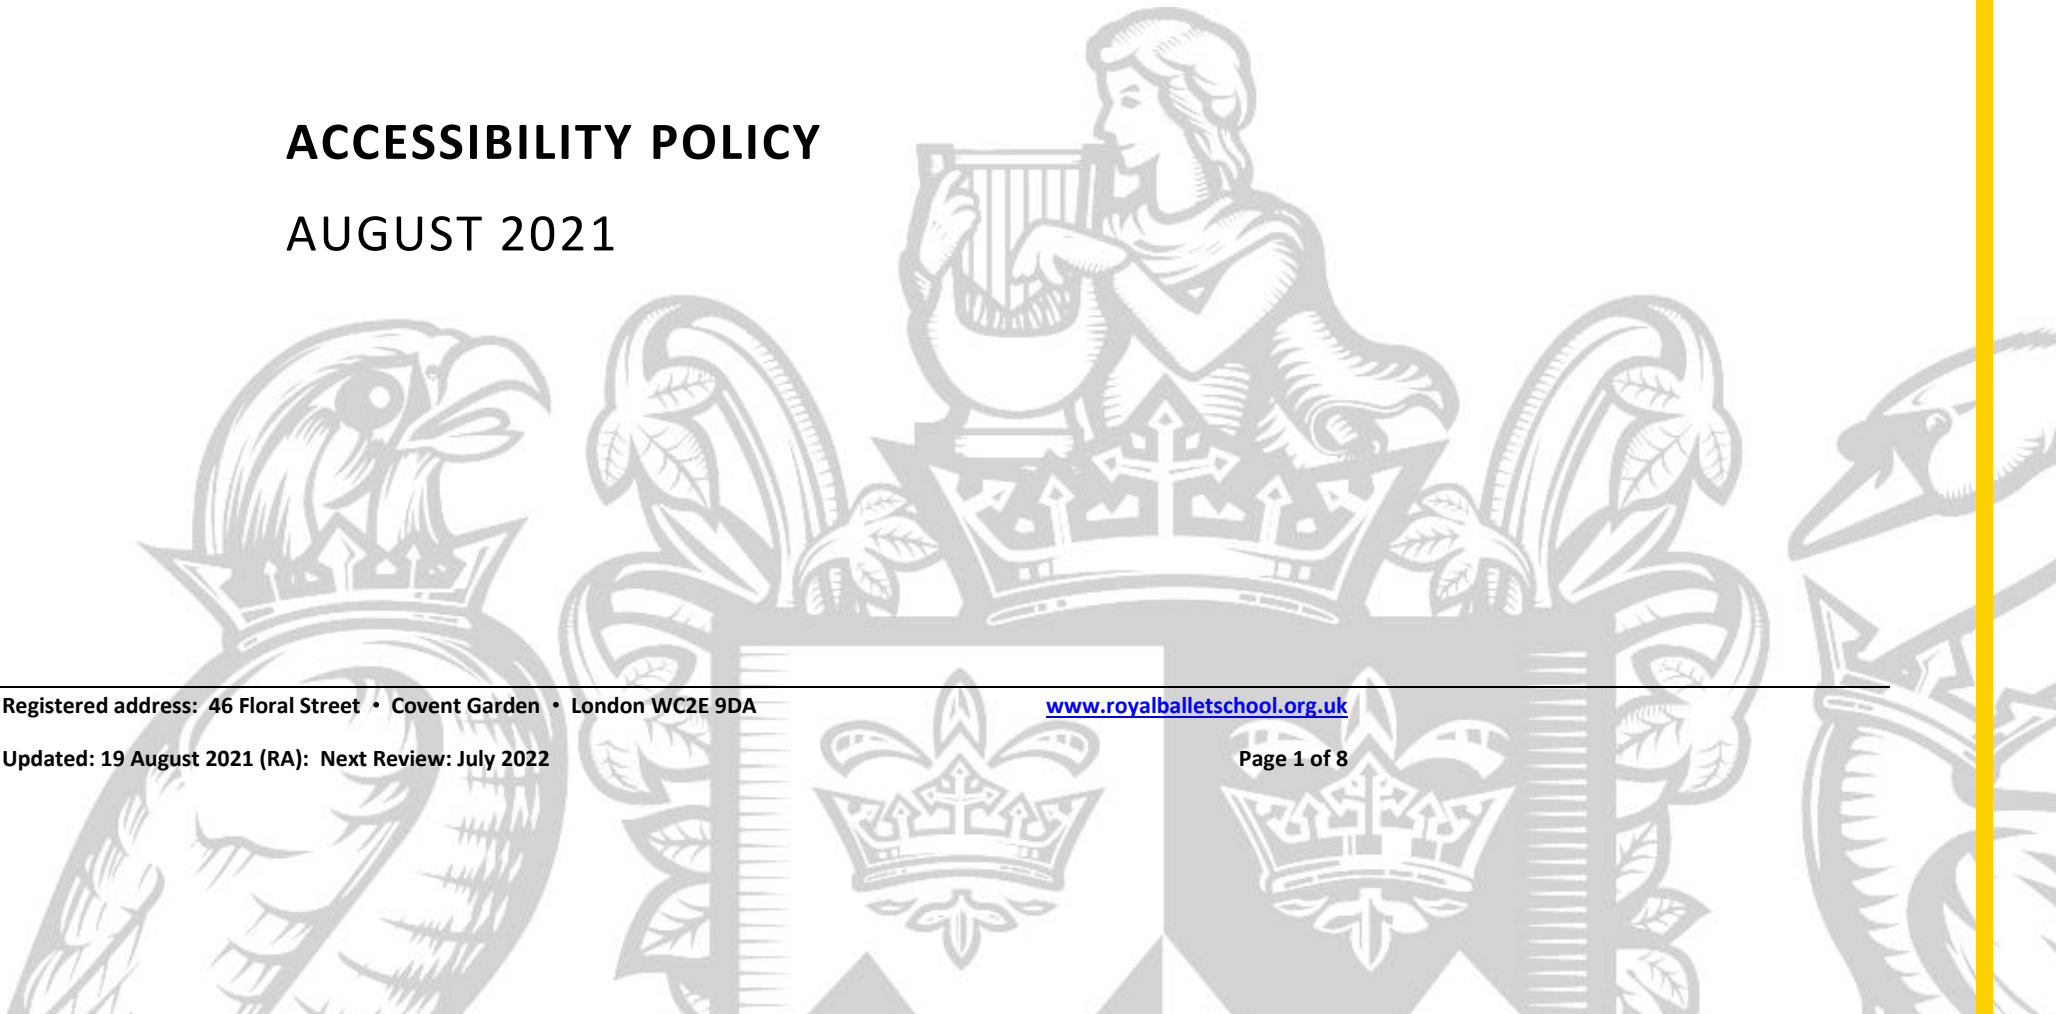 ACCESSIBILITY POLICY
AUGUST 2021
Registered address: 46 Floral Street • Covent Garden • London WC2E 9DA www.royalballetschool.org.uk
Updated: 19 August 2021 (RA): Next Review: July 2022 Page 1 of 8